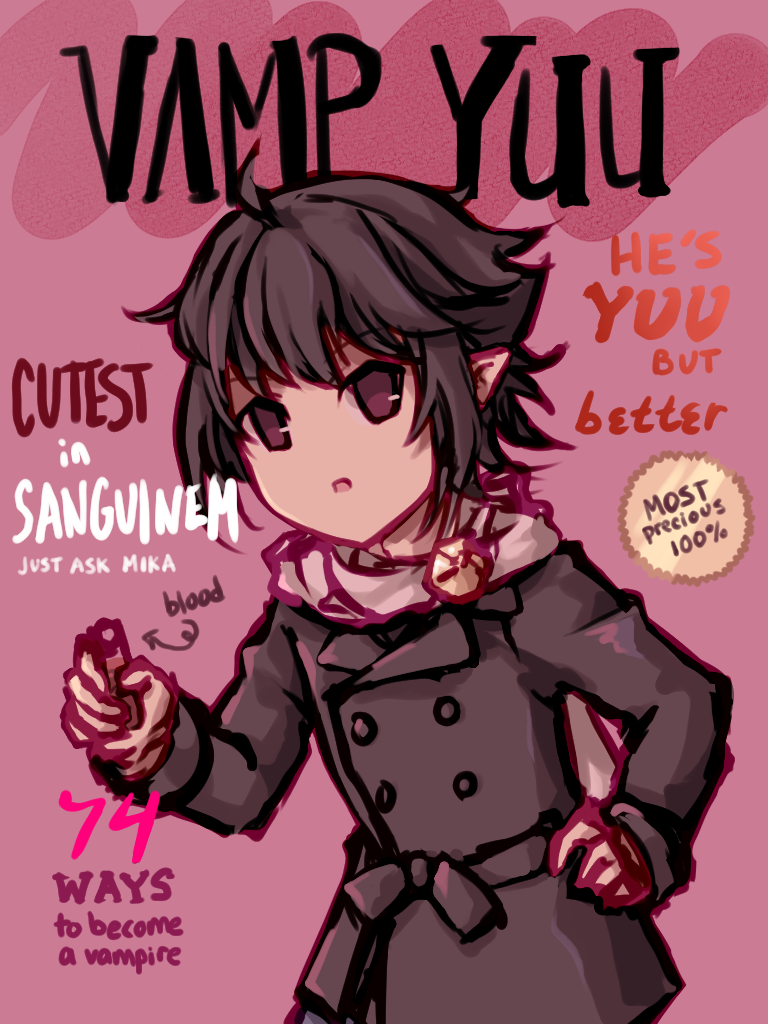 VAMP YUU
HE'S
YUU
BUT
better
CUTEST
in
SANGUINEM
JUST ASK MIKA
MOST
precious
100%
blood
74
WAYS
to become
a vampire